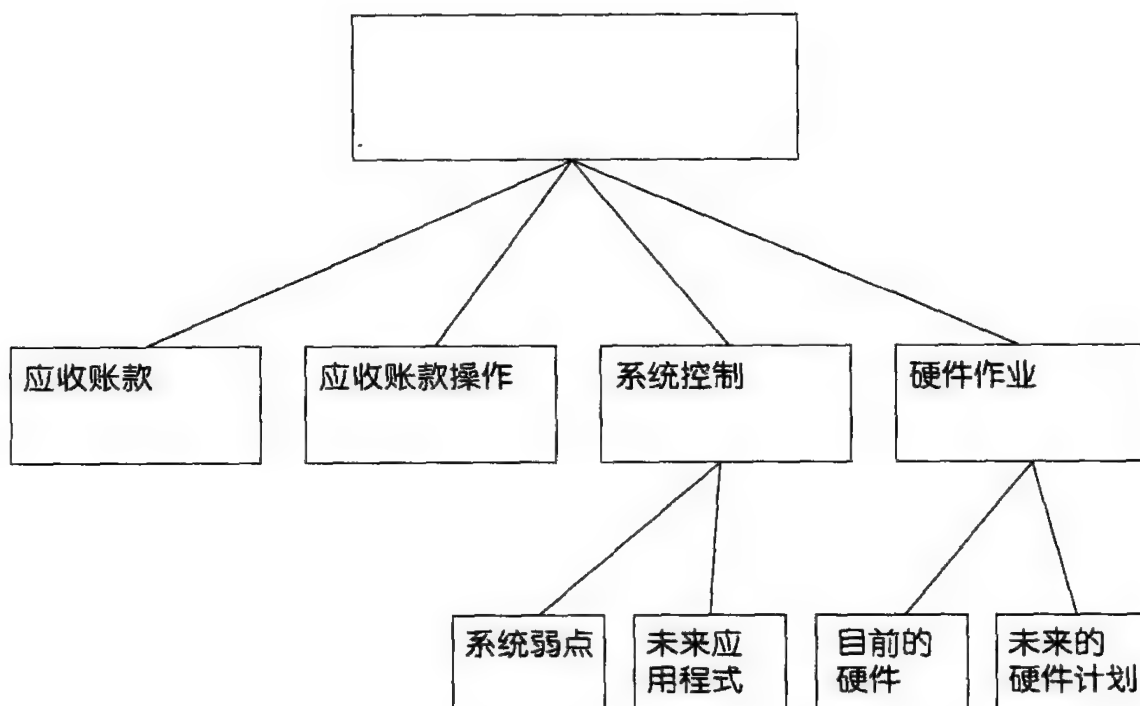 应收账款
应收账款操作
系统控制
硬件作业
系统弱点
未来应
用程式
目前的
硬件
未来的
硬件计划